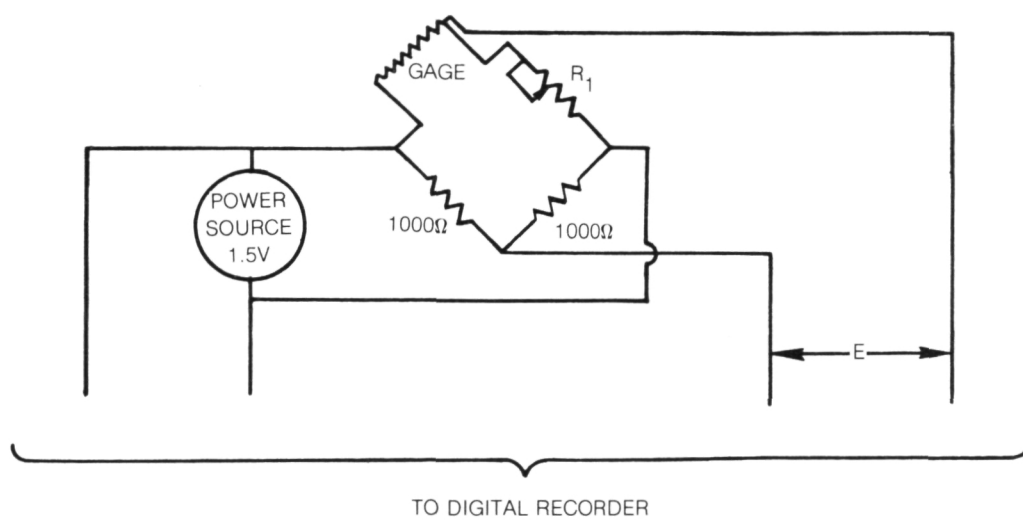 GAGE
R1
POWER
SOURCE
1.5V
1000Ω
1000Ω
E
TO DIGITAL RECORDER